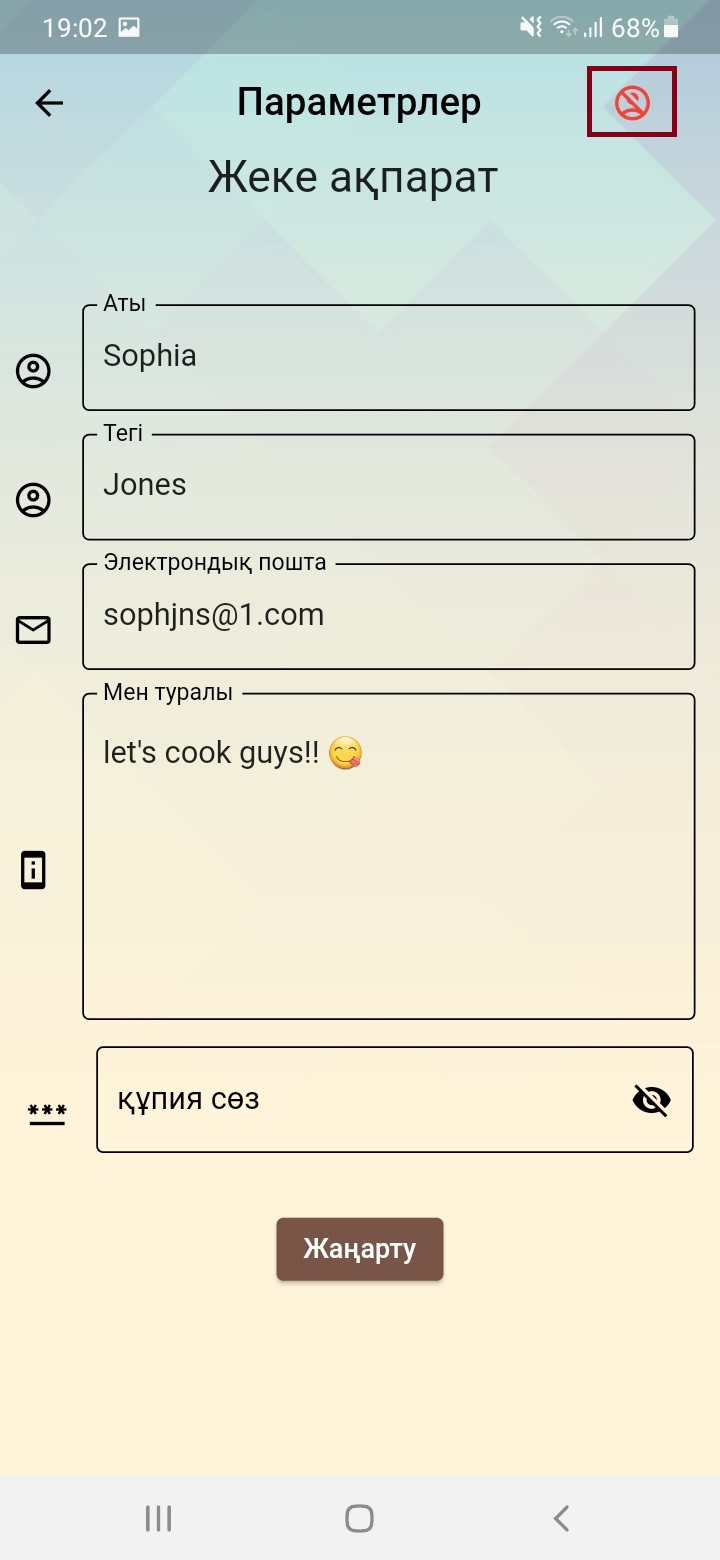 19:02 68%
Параметрлер
Жеке ақпарат
Аты
Sophia
Тегі
Jones
Электрондық пошта
sophjns@1.com
Мен туралы
let's cook guys!! 😋
құпия сөз
Жаңарту